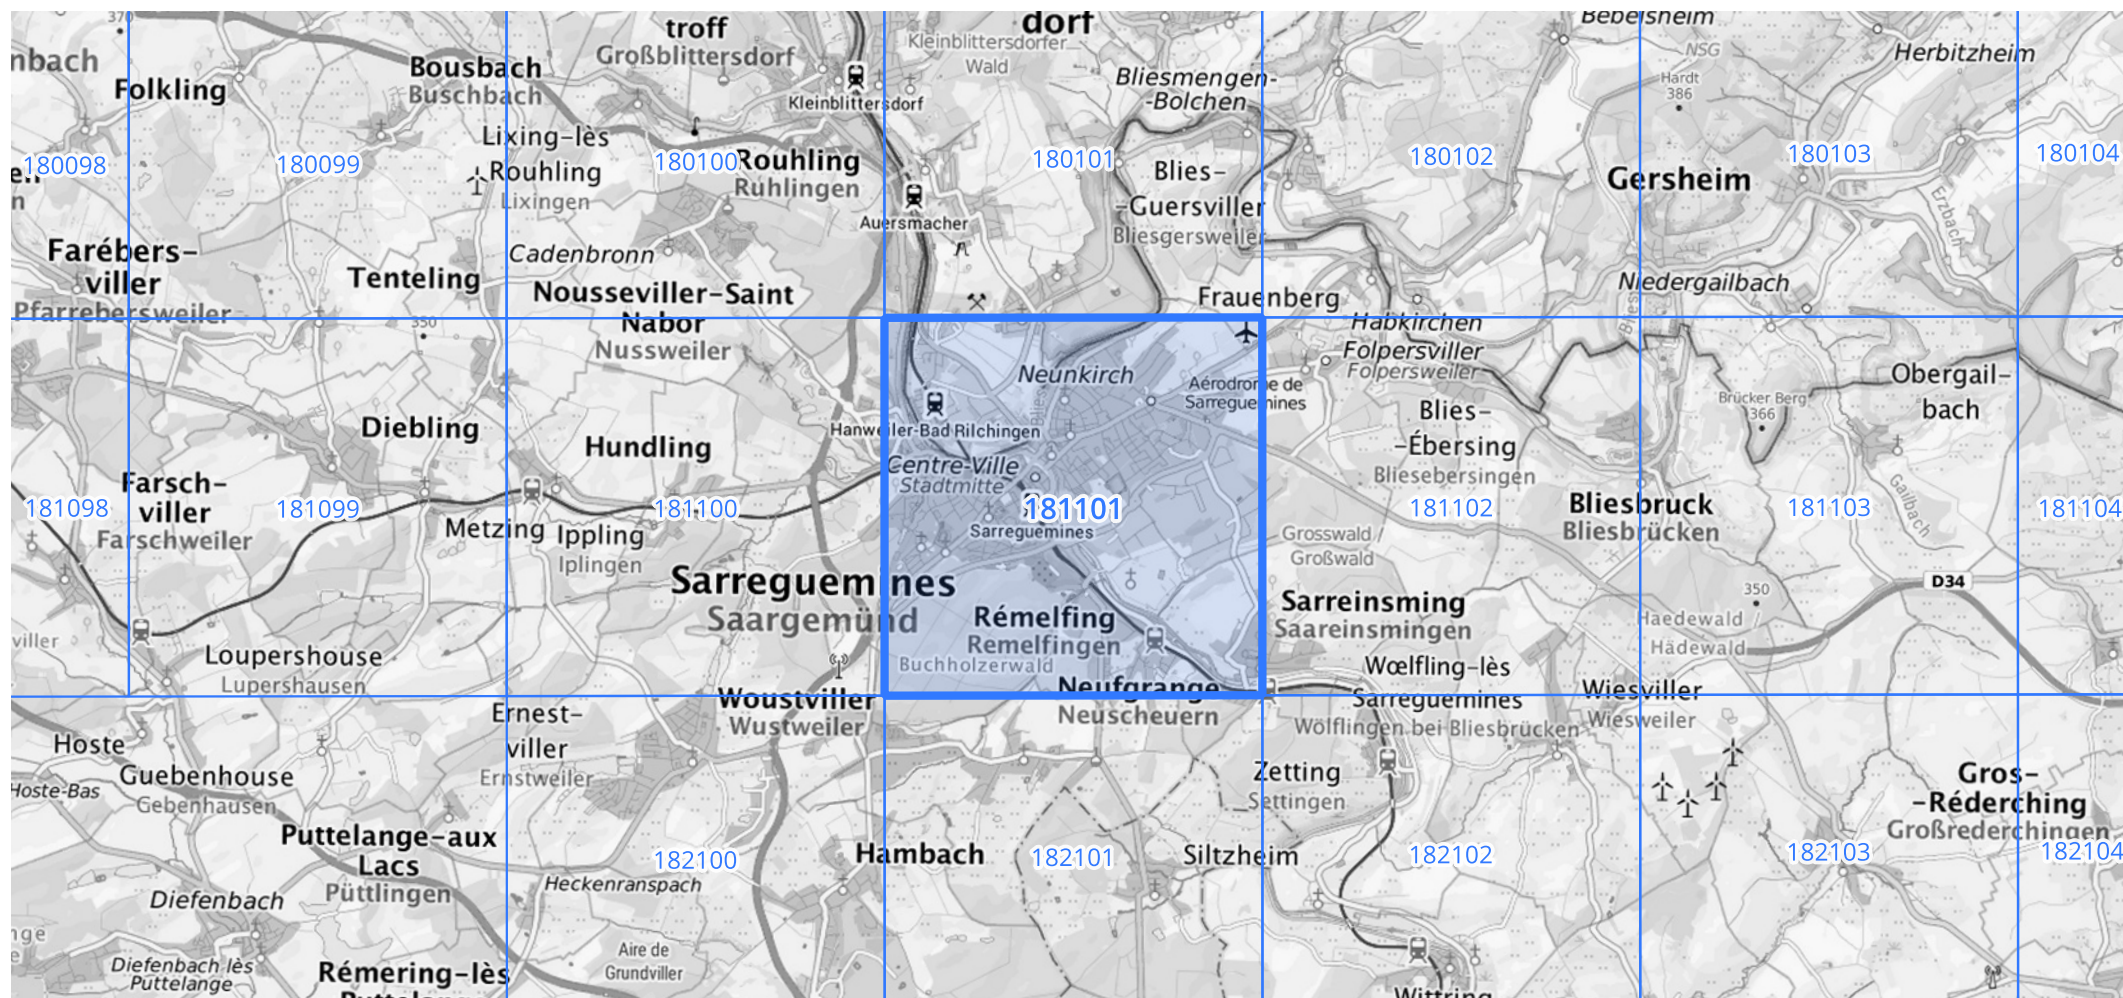 370
troff
Großblittersdorf
dorf
Kleinblittersdorfer
Wald
Bebelsheim
NSG
Herbitzheim
nbach
Folkling
Bousbach
Buschbach
Kleinblittersdorf
Bliesmengen-
-Bolchen
Hardt
386
Lixing-lès
Rouhling
Lixingen
180098
180099
180100
Rouhling
Ruhlingen
180101
Blies-
-Guersviller
Bliesgersweiler
180102
180103
180104
Gersheim
Erzbach
Auersmacher
Farébers-
viller
Pfarrebersweiler
Tenteling
Cadenbronn
Nousseville-Saint
Nabor
Nussweiler
Frauenberg
Niedergailbach
Blies
350
Habkirchen
Folpersviller
Folpersweiler
Neunkirch
Blies
Aérodrome de
Sarreguemines
Brücker Berg
366
Obergail-
bach
Diebling
Hundling
Hanweiler-Bad Rilchingen
Blies-
-Ébersing
Bliesebersingen
Centre-Ville
Stadtmitte
Farsch-
viller
Farschweiler
181098
181099
181100
181101
181102
181103
181104
Bliesbruck
Bliesbrücken
Gailbach
Metzing
Ippling
Iplingen
Sarreguemines
Grosswald /
Großwald
Sarreguemines
Saargemünd
D34
350
Rémelfing
Remelfingen
Sarreinsming
Saareinsmingen
Haedewald /
Hädewald
viller
Loupershouse
Lupershausen
Buchholzerwald
Wœlfling-lès
Sarreguemines
Wölflingen bei Bliesbrücken
Woustviller
Wustweiler
Neufgrange
Neuscheuern
Wiesviller
Wiesweiler
Hoste
Ernest-
viller
Ernstweiler
Guebenhouse
Gebenhausen
Hoste-Bas
Zetting
Settingen
Gros-
-Réderching
Großrederchingen
Puttelange-aux
Lacs
Püttlingen
182100
Hambach
182101
Siltzheim
182102
182103
182104
Heckenranspach
Diefenbach
Diefenbach lès
Puttelange
Rémering-lès
Aire de
Grundviller
Wittring